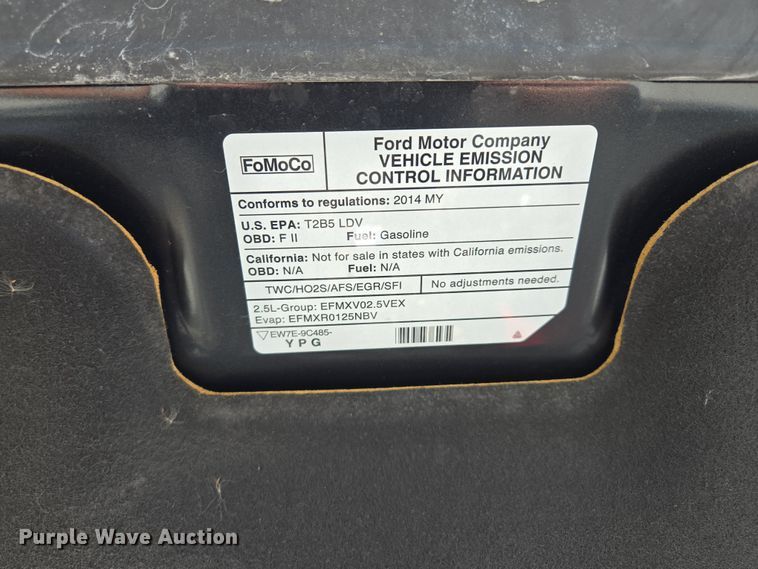 FoMoCo
Ford Motor Company
VEHICLE EMISSION
CONTROL INFORMATION
Conforms to regulations: 2014 MY
U.S. EPA: T2B5 LDV
OBD: F II Fuel: Gasoline
California: Not for sale in states with California emissions.
OBD: N/A Fuel: N/A
TWC/HO2S/AFS/EGR/SFI No adjustments needed.
2.5L-Group: EFMXV02.5VEX
Evap: EFMXR0125NBV
EW7E-9C485-
YPG
Purple Wave Auction